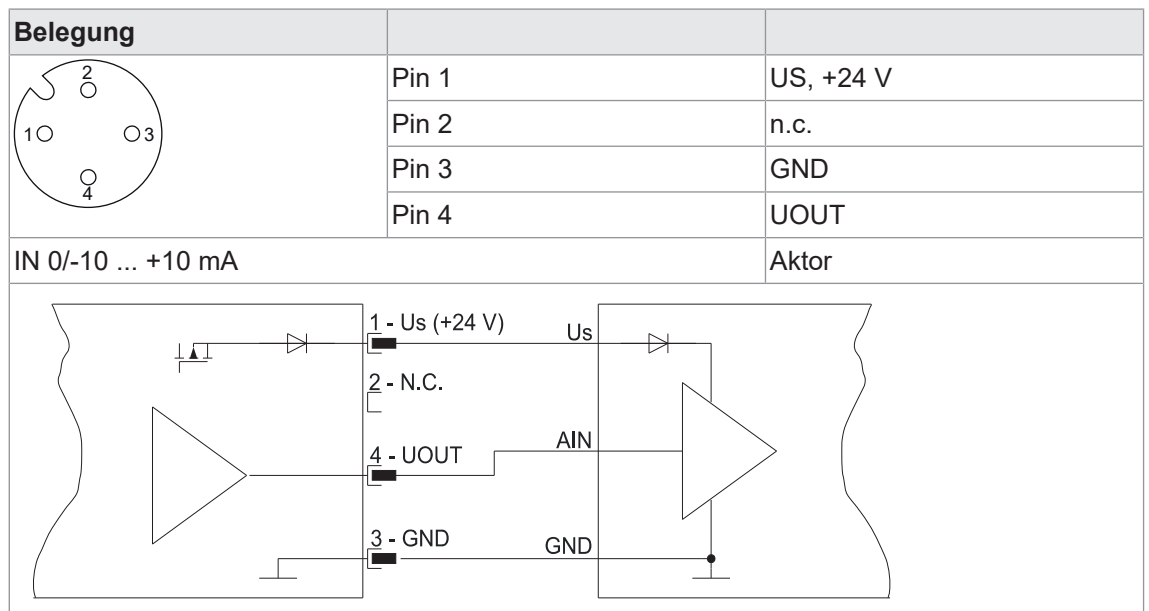 Belegung
2
1
3
4
Pin 1 US, +24 V
Pin 2 n.c.
Pin 3 GND
Pin 4 UOUT
IN 0/-10 ... +10 mA Aktor
1 - Us (+24 V)
Us
2 - N.C.
AIN
4 - UOUT
3 - GND
GND